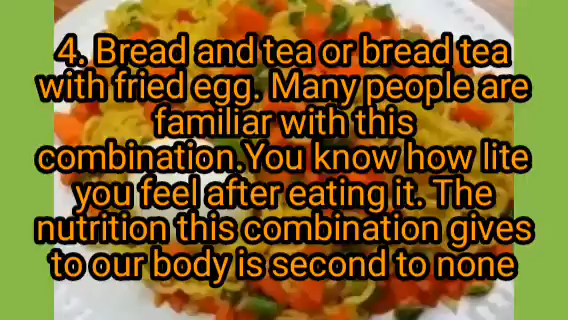 4. Bread and tea or bread tea
with fried egg. Many people are
familiar with this
combination.You know how lite
you feel after eating it. The
nutrition this combination gives
to our body is second to none